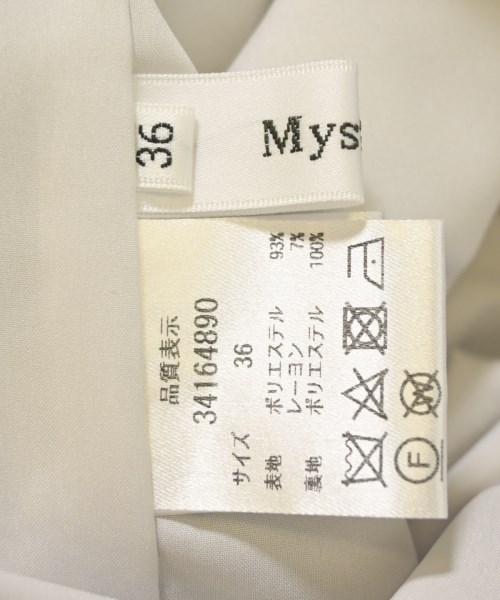 36
Mys
品質表示
34164890
サイズ 36
表地 ポリエステル 93%
レーヨン 7%
裏地 ポリエステル 100%
W
F